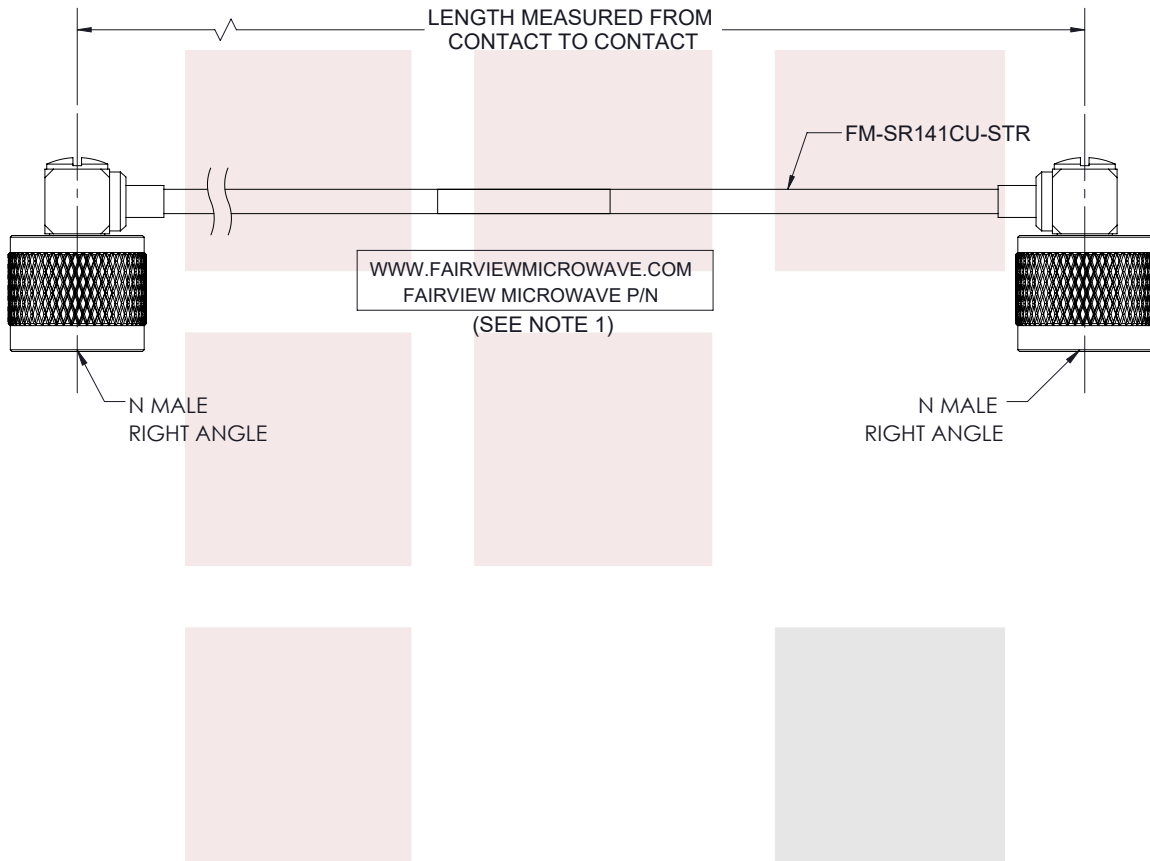 LENGTH MEASURED FROM
CONTACT TO CONTACT
FM-SR141CU-STR
WWW.FAIRVIEWMICROWAVE.COM
FAIRVIEW MICROWAVE P/N
(SEE NOTE 1)
N MALE
RIGHT ANGLE
N MALE
RIGHT ANGLE